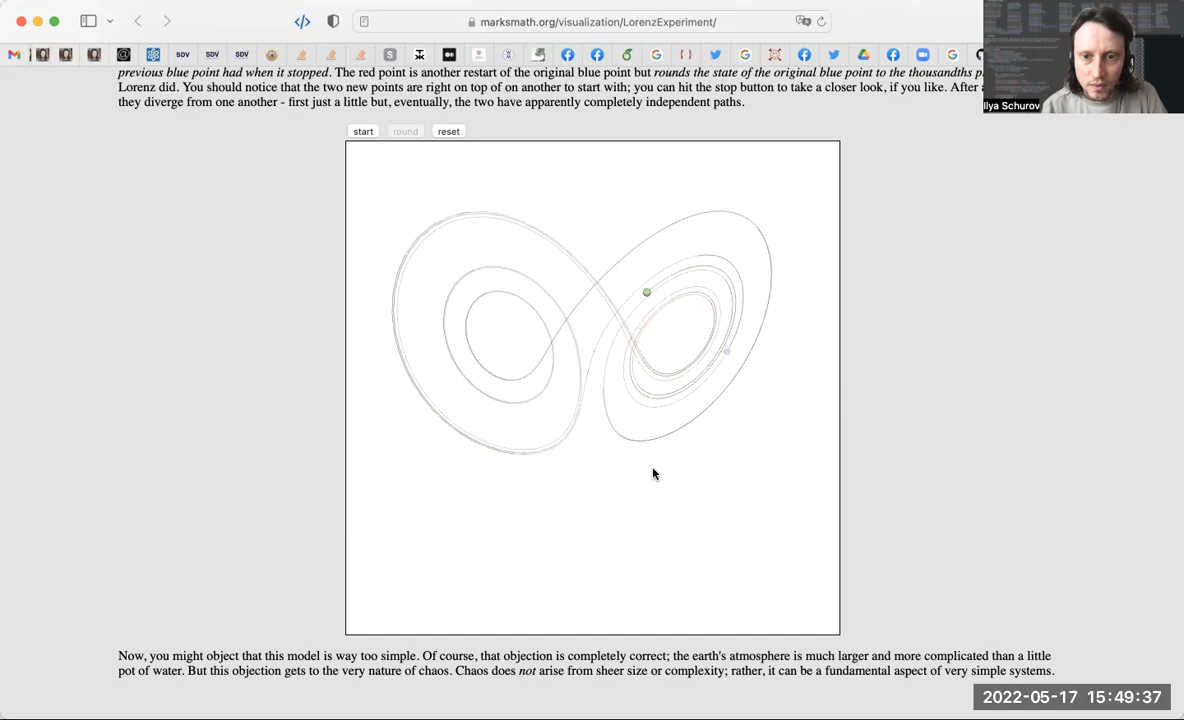 marksmath.org/visualization/LorenzExperiment/
SDV SDV SDV
previous blue point had when it stopped. The red point is another restart of the original blue point but rounds the state of the original blue point to the thousandths
Lorenz did. You should notice that the two new points are right on top of on another to start with; you can hit the stop button to take a closer look, if you like. After
they diverge from one another - first just a little but, eventually, the two have apparently completely independent paths.
Ilya Schurov
start round reset
Now, you might object that this model is way too simple. Of course, that objection is completely correct; the earth's atmosphere is much larger and more complicated than a little
pot of water. But this objection gets to the very nature of chaos. Chaos does not arise from sheer size or complexity; rather, it can be a fundamental aspect of very simple systems.
2022-05-17 15:49:37